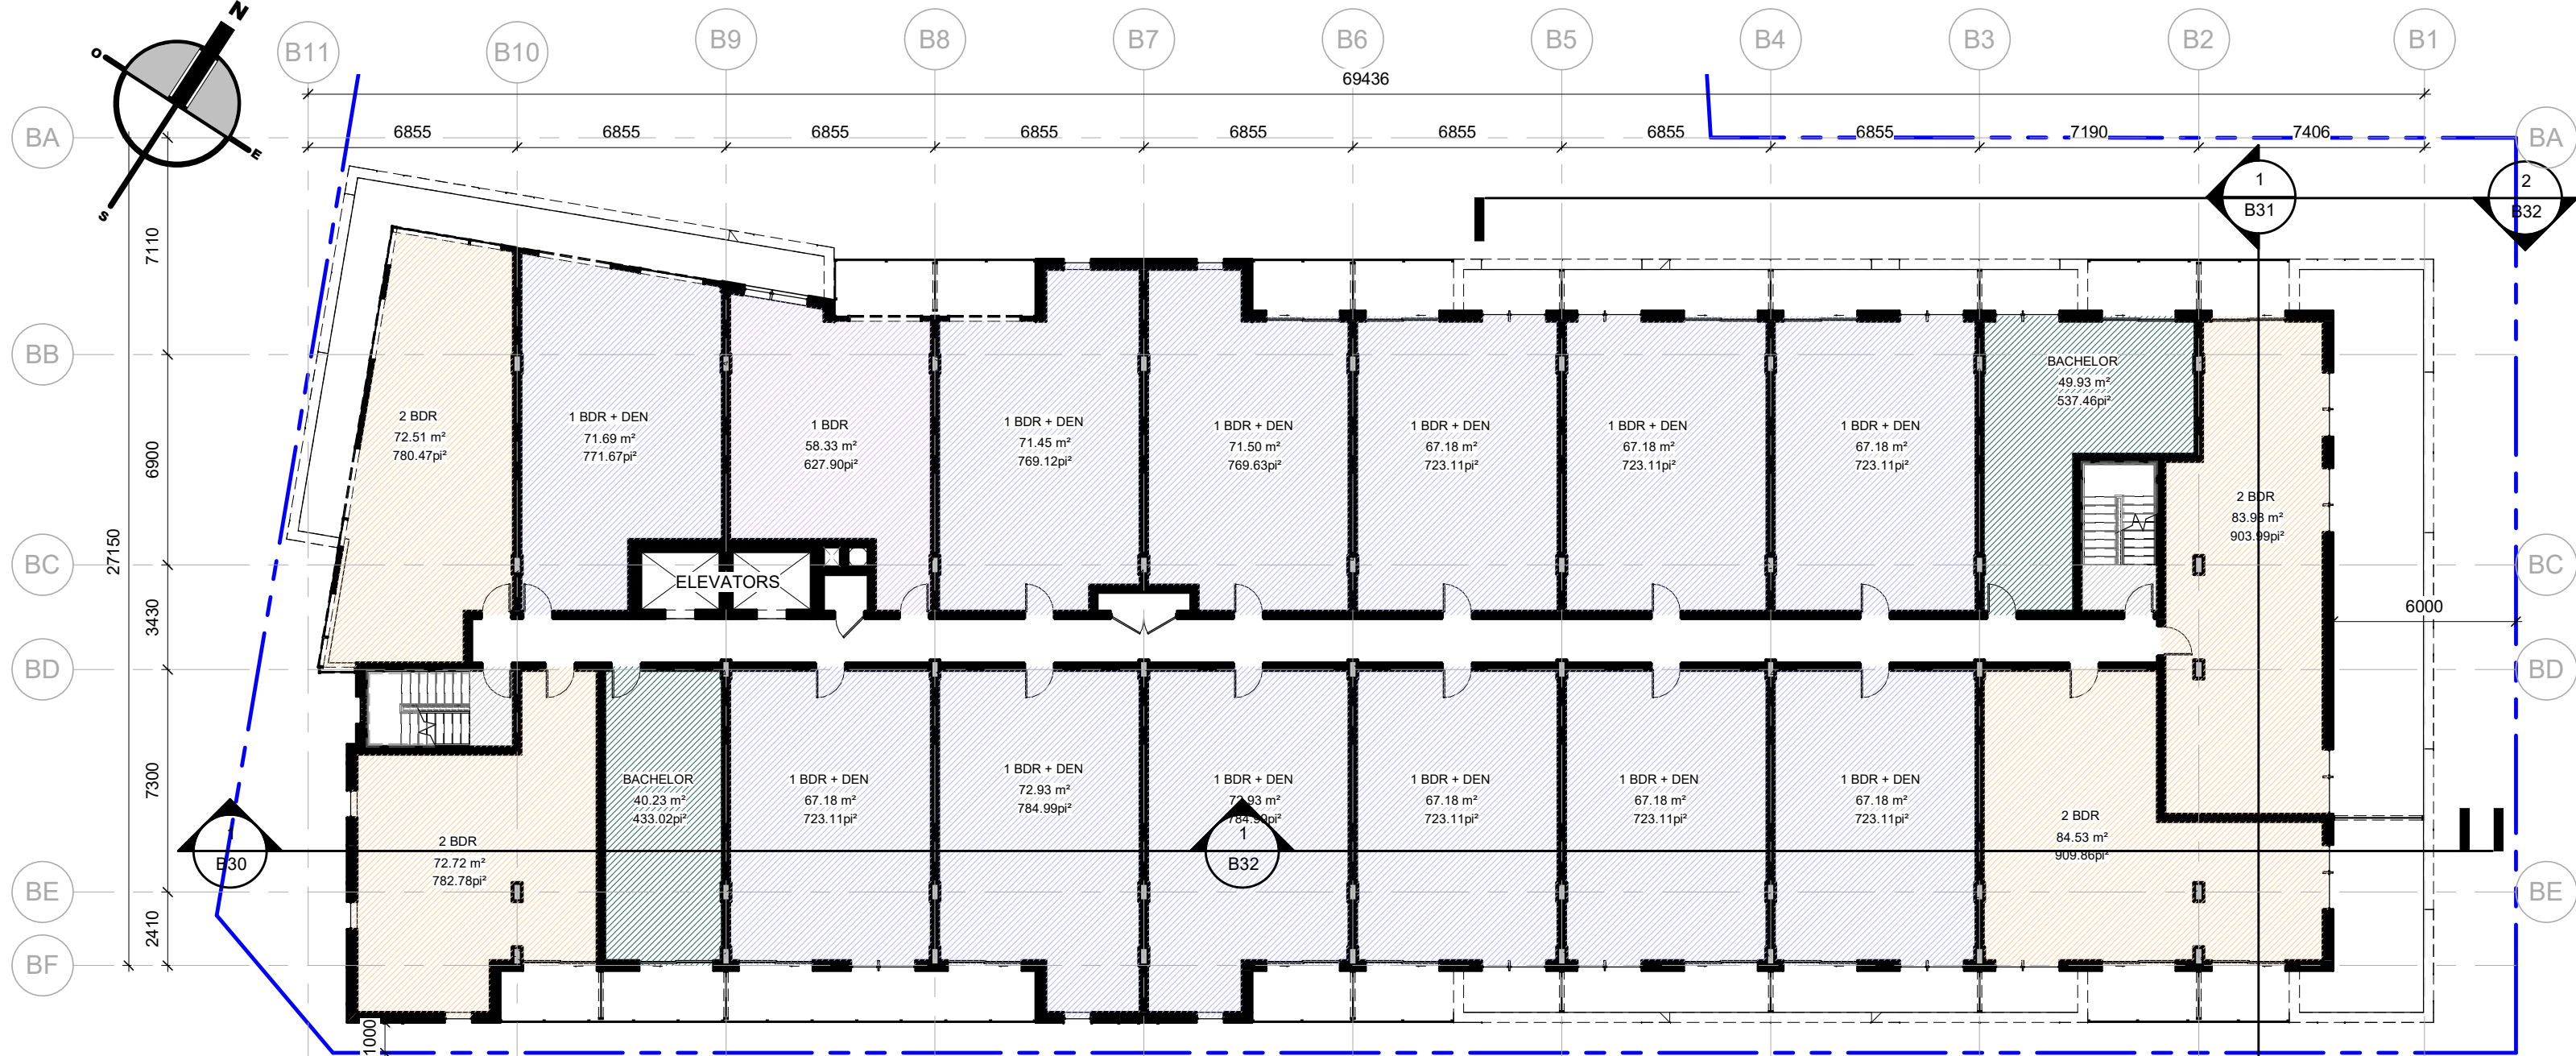 N
O
E
S
B11
B10
B9
B8
B7
B6
B5
B4
B3
B2
B1
69436
6855
6855
6855
6855
6855
6855
6855
6855
7190
7406
BA
BA
1
B31
2
B32
7110
BB
6900
BC
BC
3430
27150
BD
BD
7300
BE
BE
2410
BF
1000
6000
2 BDR
72.51 m²
780.47pi²
1 BDR + DEN
71.69 m²
771.67pi²
1 BDR
58.33 m²
627.90pi²
1 BDR + DEN
71.45 m²
769.12pi²
1 BDR + DEN
71.50 m²
769.63pi²
1 BDR + DEN
67.18 m²
723.11pi²
1 BDR + DEN
67.18 m²
723.11pi²
1 BDR + DEN
67.18 m²
723.11pi²
BACHELOR
49.93 m²
537.46pi²
2 BDR
83.98 m²
903.99pi²
ELEVATORS
2 BDR
72.72 m²
782.78pi²
BACHELOR
40.23 m²
433.02pi²
1 BDR + DEN
67.18 m²
723.11pi²
1 BDR + DEN
72.93 m²
784.99pi²
1 BDR + DEN
72.93 m²
784.99pi²
1 BDR + DEN
67.18 m²
723.11pi²
1 BDR + DEN
67.18 m²
723.11pi²
1 BDR + DEN
67.18 m²
723.11pi²
2 BDR
84.53 m²
909.86pi²
1
B30
1
B32